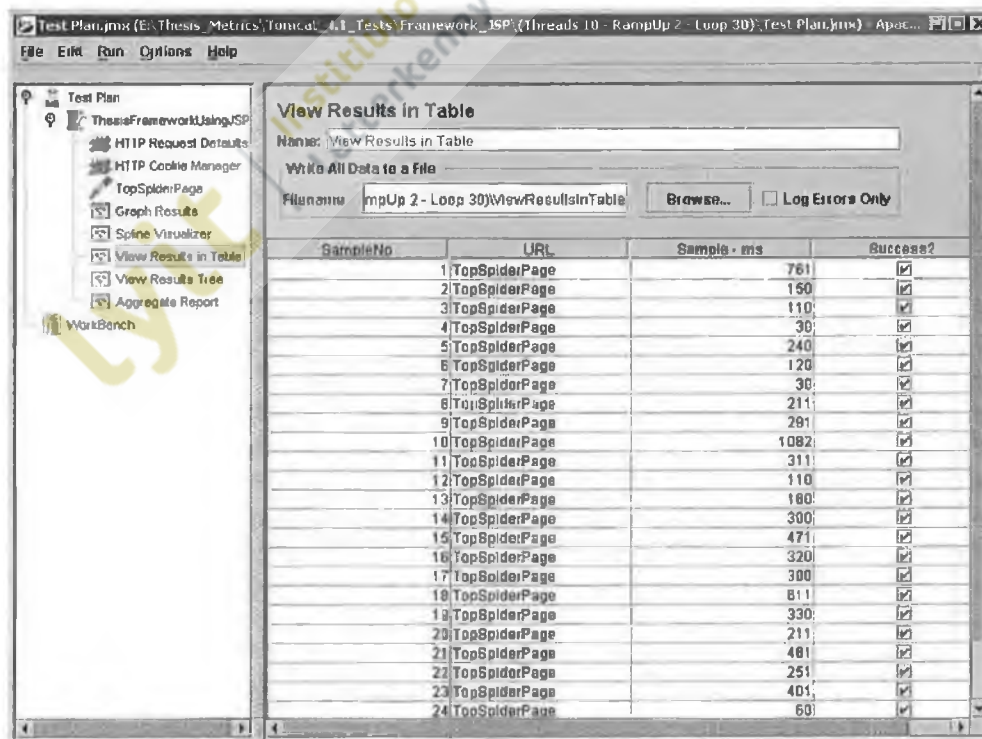 Test Plan.jmx (E:\Thesis_Metrics\Tomcat_4.1_Tests\Framework_JSP\(Threads 10 - RampUp 2 - Loop 30)\Test Plan.jmx) - Apac...
File Edit Run Options Help
Test Plan
ThesisFrameworkUsingJSP
HTTP Request Defaults
HTTP Cookie Manager
TopSpiderPage
Graph Results
Spline Visualizer
View Results in Table
View Results Tree
Aggregate Report
WorkBench
View Results in Table
Name: View Results in Table
Write All Data to a File
Filename mpUp 2 - Loop 30)\ViewResultsInTable Browse... Log Errors Only
SampleNo URL Sample - ms Success?
1 TopSpiderPage 761
2 TopSpiderPage 150
3 TopSpiderPage 110
4 TopSpiderPage 30
5 TopSpiderPage 240
6 TopSpiderPage 120
7 TopSpiderPage 30
8 TopSpiderPage 211
9 TopSpiderPage 291
10 TopSpiderPage 1082
11 TopSpiderPage 311
12 TopSpiderPage 110
13 TopSpiderPage
14 TopSpiderPage 300
15 TopSpiderPage 471
16 TopSpiderPage 320
17 TopSpiderPage 300
18 TopSpiderPage
19 TopSpiderPage 330
20 TopSpiderPage 211
21 TopSpiderPage
22 TopSpiderPage 251
23 TopSpiderPage 401
24 TopSpiderPage 60
lyit